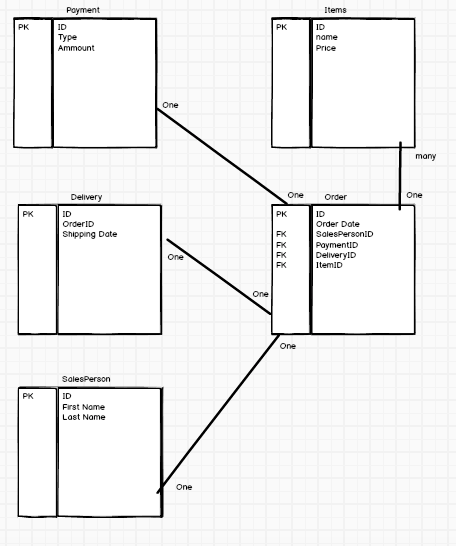 Payment
PK ID
Type
Ammount
Items
PK ID
name
Price
One
many
Delivery
PK ID
OrderID
Shipping Date
One
One
Order
One
PK ID
Order Date
FK SalesPersonID
FK PaymentID
FK DeliveryID
FK ItemID
One
One
SalesPerson
PK ID
First Name
Last Name
One